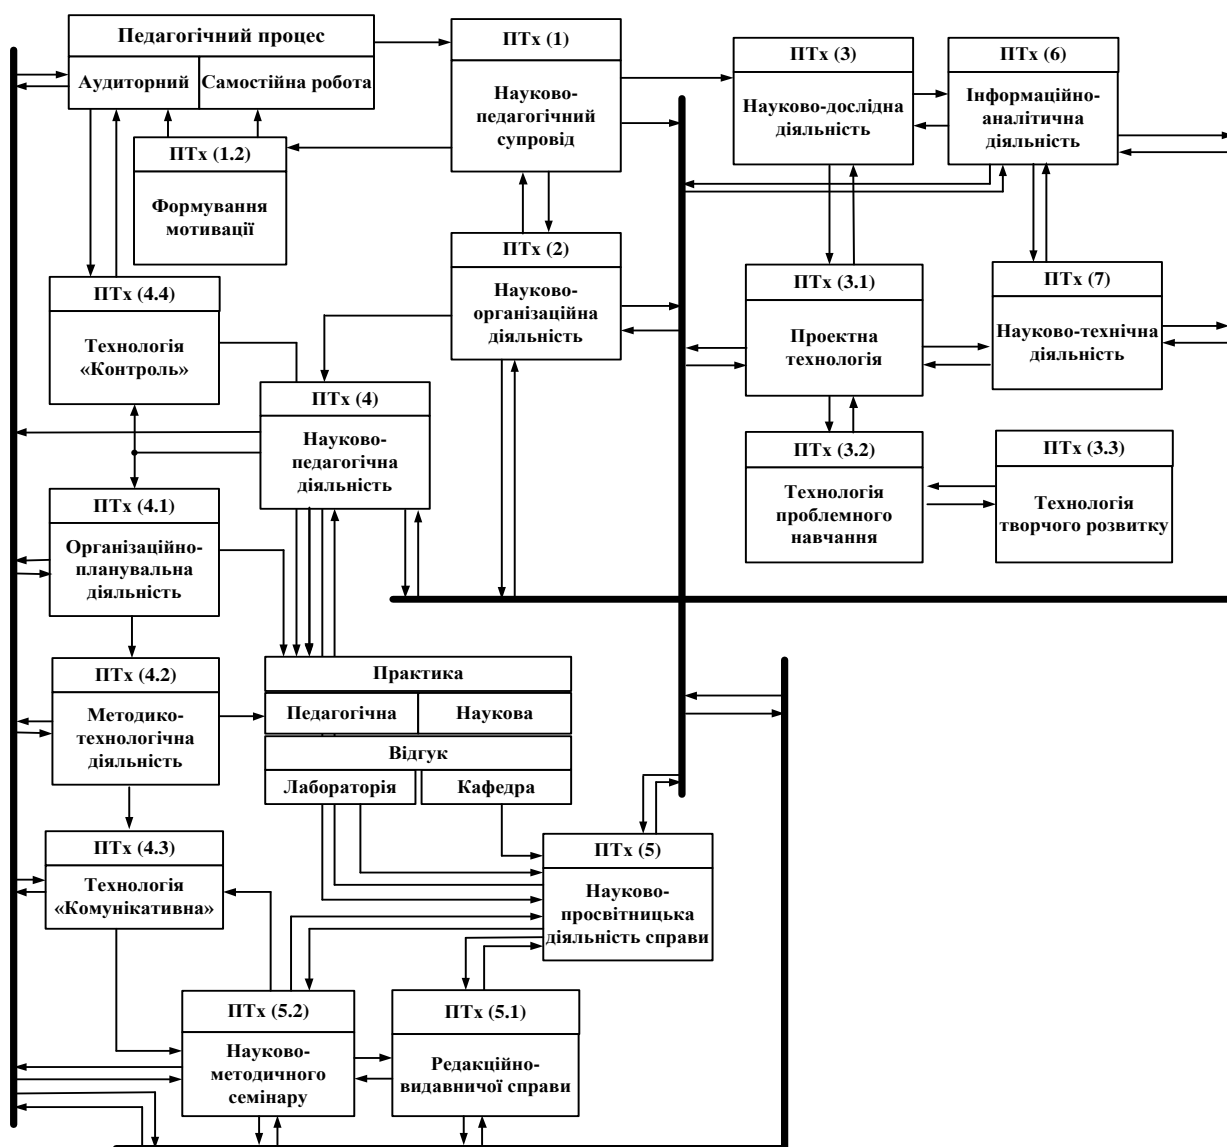 Педагогічний процес
Аудиторний
Самостійна робота
ПТх (1)
Науково-
педагогічний
супровід
ПТх (3)
Науково-дослідна
діяльність
ПТх (6)
Інформаційно-
аналітична
діяльність
ПТх (1.2)
Формування
мотивації
ПТх (2)
Науково-
організаційна
діяльність
ПТх (3.1)
Проектна
технологія
ПТх (7)
Науково-технічна
діяльність
ПТх (4.4)
Технологія
«Контроль»
ПТх (4)
Науково-
педагогічна
діяльність
ПТх (3.2)
Технологія
проблемного
навчання
ПТх (3.3)
Технологія
творчого розвитку
ПТх (4.1)
Організаційно-
планувальна
діяльність
ПТх (4.2)
Методико-
технологічна
діяльність
Практика
Педагогічна
Наукова
Відгук
Лабораторія
Кафедра
ПТх (4.3)
Технологія
«Комунікативна»
ПТх (5)
Науково-
просвітницька
діяльність справи
ПТх (5.2)
Науково-
методичного
семінару
ПТх (5.1)
Редакційно-
видавничої справи